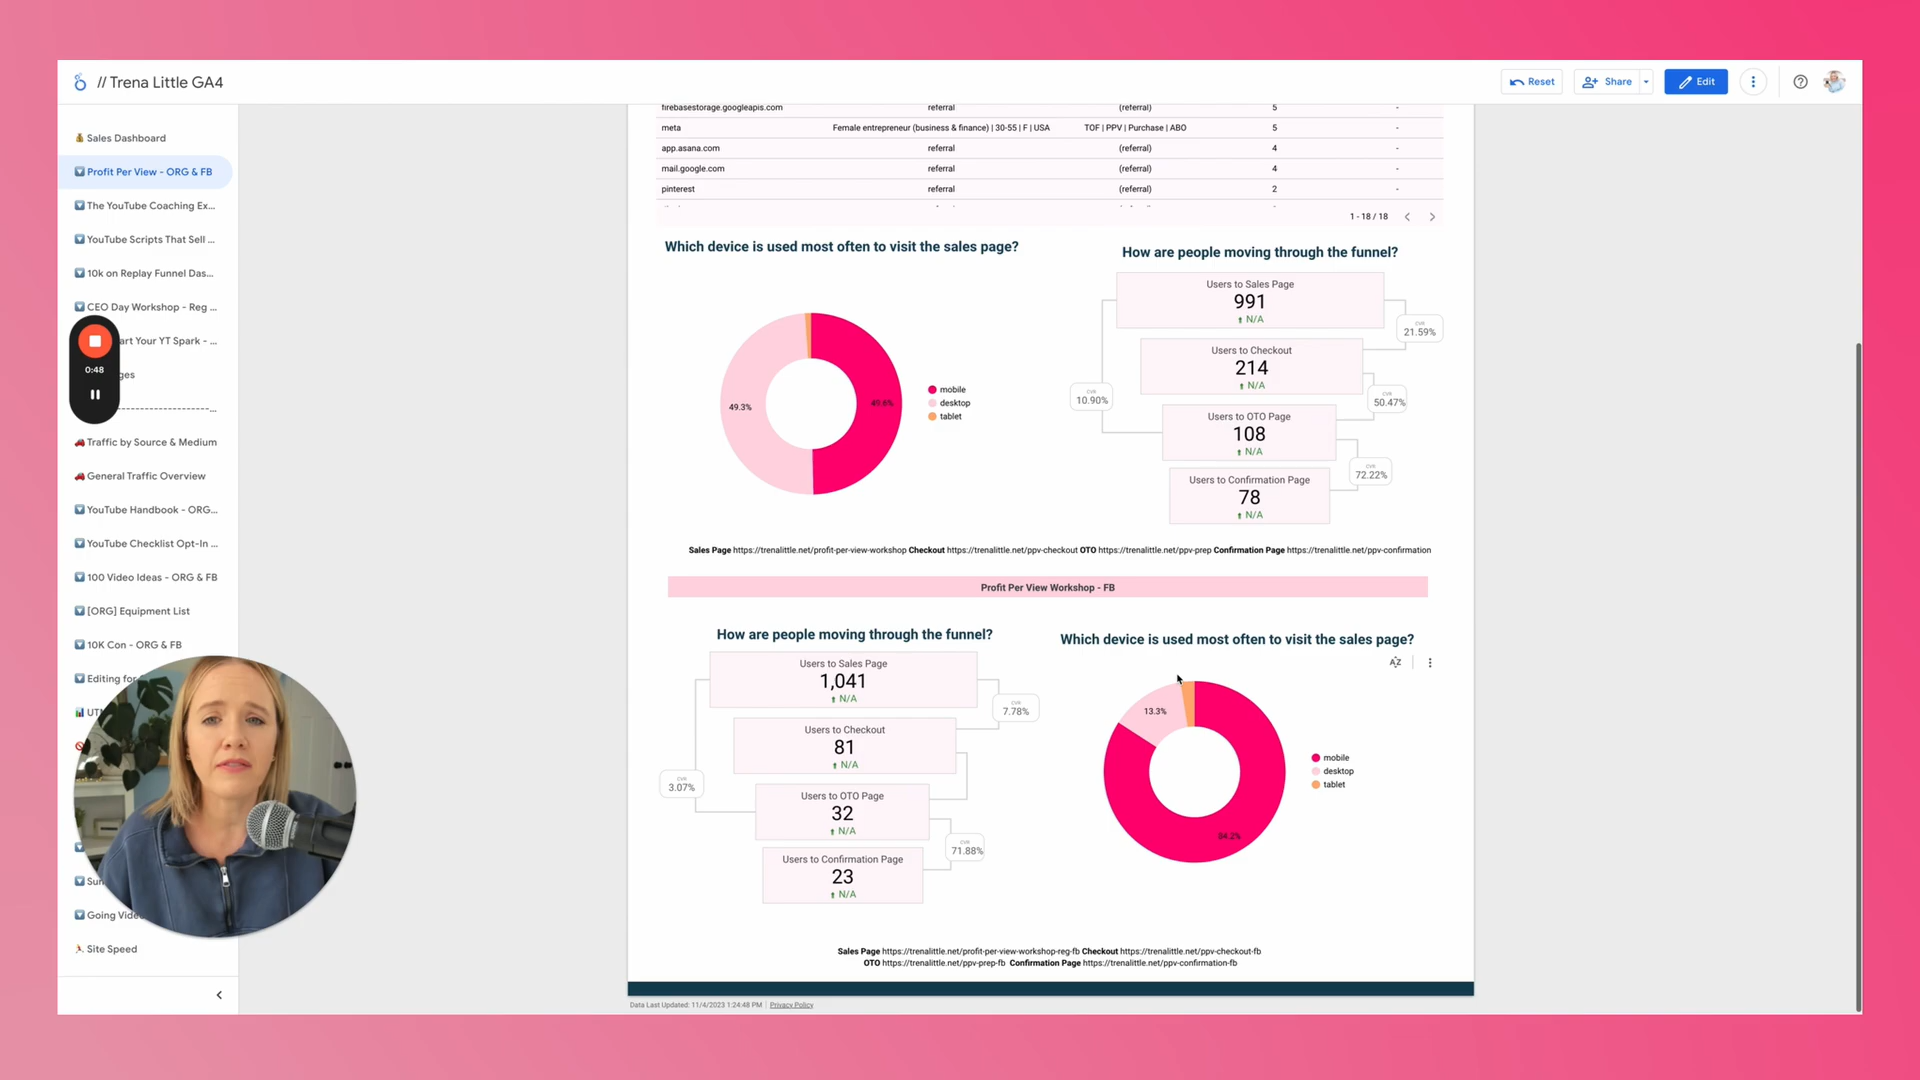 // Trena Little GA4
Reset
Share
Edit
Sales Dashboard
Profit Per View - ORG & FB
The YouTube Coaching Ex...
YouTube Scripts That Sell ...
10k on Replay Funnel Das...
CEO Day Workshop - Reg ...
art Your YT Spark - ...
0:48
ges
-------------------...
Traffic by Source & Medium
General Traffic Overview
YouTube Handbook - ORG...
YouTube Checklist Opt-In ...
100 Video Ideas - ORG & FB
[ORG] Equipment List
10K Con - ORG & FB
Editing for
Going Vide
Site Speed
firebasestorage.googleapis.com referral (referral) 5 -
meta Female entrepreneur (business & finance) | 30-55 | F | USA TOF | PPV | Purchase | ABO 5 -
app.asana.com referral (referral) 4 -
mail.google.com referral (referral) 4 -
pinterest referral (referral) 2 -
1 - 18 / 18
Which device is used most often to visit the sales page?
49.3%
49.6%
mobile
desktop
tablet
How are people moving through the funnel?
Users to Sales Page
991
N/A
CVR
21.59%
Users to Checkout
214
N/A
CVR
10.90%
CVR
50.47%
Users to OTO Page
108
N/A
CVR
72.22%
Users to Confirmation Page
78
N/A
Sales Page https://trenalittle.net/profit-per-view-workshop Checkout https://trenalittle.net/ppv-checkout OTO https://trenalittle.net/ppv-prep Confirmation Page https://trenalittle.net/ppv-confirmation
Profit Per View Workshop - FB
How are people moving through the funnel?
Users to Sales Page
1,041
N/A
CVR
7.78%
Users to Checkout
81
N/A
CVR
3.07%
Users to OTO Page
32
N/A
CVR
71.88%
Users to Confirmation Page
23
N/A
Which device is used most often to visit the sales page?
AZ
13.3%
84.2%
mobile
desktop
tablet
Sales Page https://trenalittle.net/profit-per-view-workshop-reg-fb Checkout https://trenalittle.net/ppv-checkout-fb
OTO https://trenalittle.net/ppv-prep-fb Confirmation Page https://trenalittle.net/ppv-confirmation-fb
Data Last Updated: 11/4/2023 1:24:48 PM | Privacy Policy